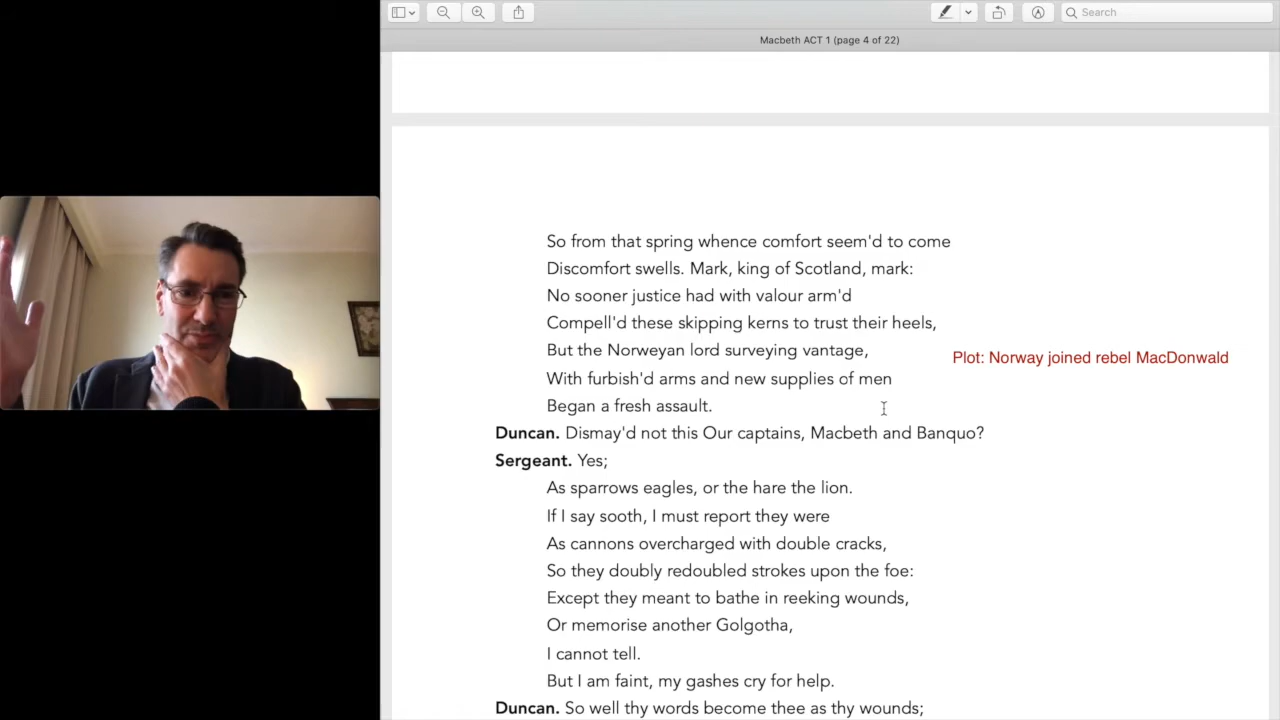 Search
Macbeth ACT 1 (page 4 of 22)
So from that spring whence comfort seem'd to come
Discomfort swells. Mark, king of Scotland, mark:
No sooner justice had with valour arm'd
Compell'd these skipping kerns to trust their heels,
But the Norweyan lord surveying vantage,
Plot: Norway joined rebel MacDonwald
With furbish'd arms and new supplies of men
Began a fresh assault.
Duncan. Dismay'd not this Our captains, Macbeth and Banquo?
Sergeant. Yes;
As sparrows eagles, or the hare the lion.
If I say sooth, I must report they were
As cannons overcharged with double cracks,
So they doubly redoubled strokes upon the foe:
Except they meant to bathe in reeking wounds,
Or memorise another Golgotha,
I cannot tell.
But I am faint, my gashes cry for help.
Duncan. So well thy words become thee as thy wounds;